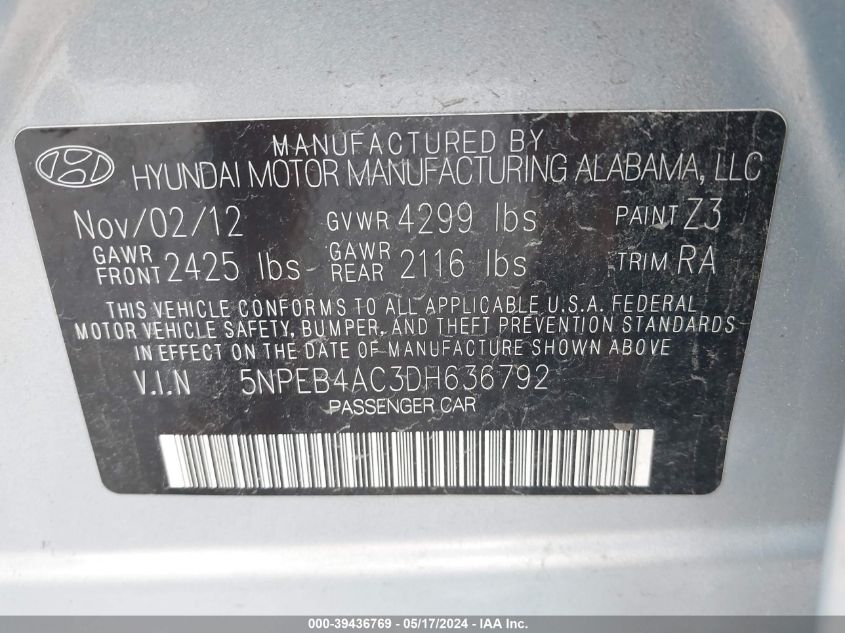 MANUFACTURED BY
HYUNDAI MOTOR MANUFACTURING ALABAMA, LLC
Nov/02/12 GVWR 4299 lbs PAINT Z3
GAWR FRONT 2425 lbs GAWR REAR 2116 lbs TRIM RA
THIS VEHICLE CONFORMS TO ALL APPLICABLE U.S.A. FEDERAL
MOTOR VEHICLE SAFETY, BUMPER, AND THEFT PREVENTION STANDARDS
IN EFFECT ON THE DATE OF MANUFACTURE SHOWN ABOVE
V.I.N 5NPEB4AC3DH636792
PASSENGER CAR
000-39436769 - 05/17/2024 - IAAI.com